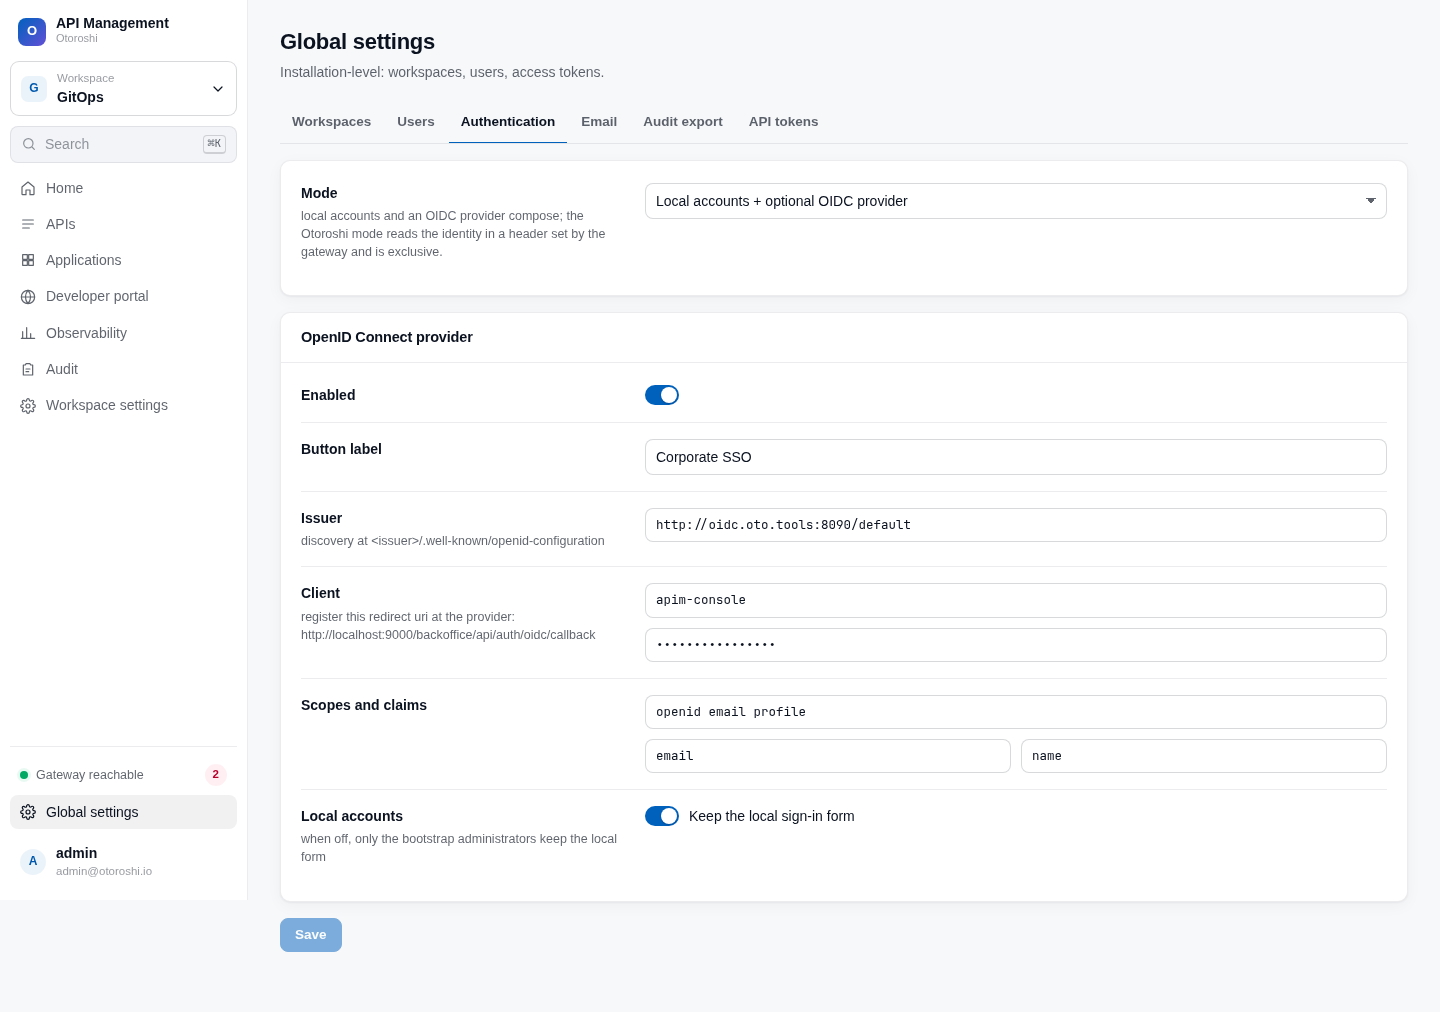 O
API Management
Otoroshi
G
Workspace
GitOps
Search
⌘K
Home
APIs
Applications
Developer portal
Observability
Audit
Workspace settings
Gateway reachable
2
Global settings
A
admin
admin@otoroshi.io
Global settings
Installation-level: workspaces, users, access tokens.
Workspaces
Users
Authentication
Email
Audit export
API tokens
Mode
local accounts and an OIDC provider compose; the
Otoroshi mode reads the identity in a header set by the
gateway and is exclusive.
Local accounts + optional OIDC provider
OpenID Connect provider
Enabled
Button label
Corporate SSO
Issuer
discovery at <issuer>/.well-known/openid-configuration
http://oidc.oto.tools:8090/default
Client
register this redirect uri at the provider:
http://localhost:9000/backoffice/api/auth/oidc/callback
apim-console
••••••••••••••••
Scopes and claims
openid email profile
email
name
Local accounts
when off, only the bootstrap administrators keep the local
form
Keep the local sign-in form
Save